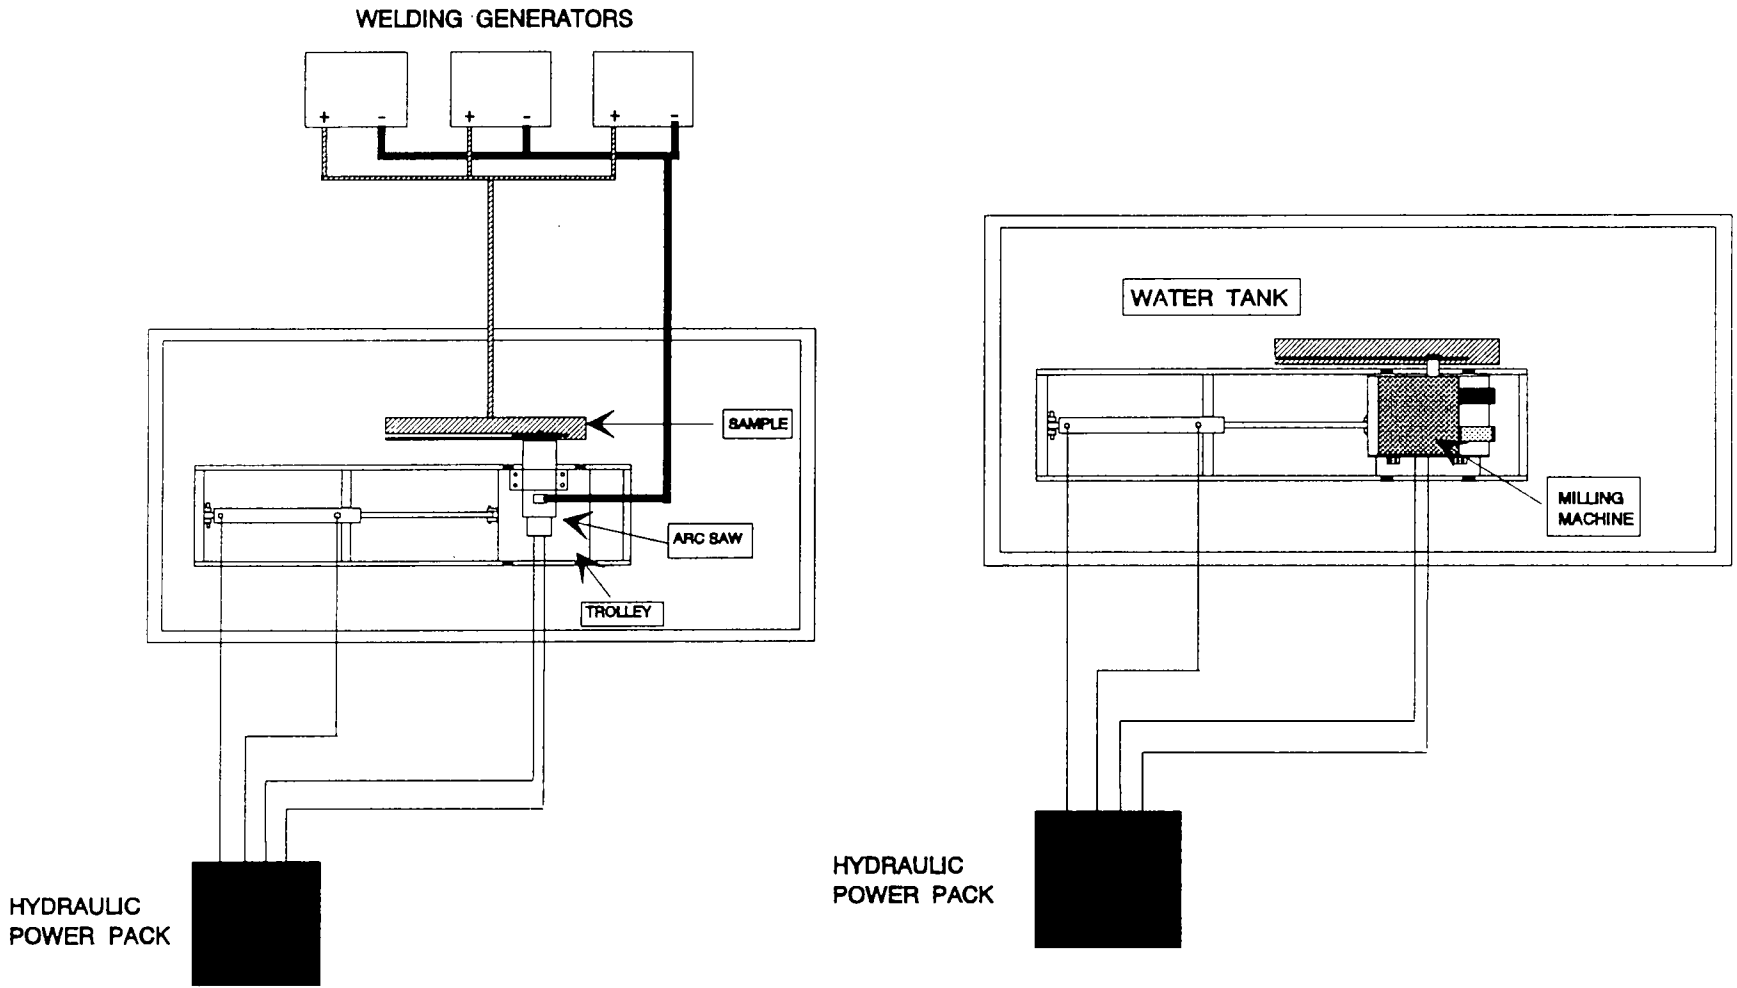 WELDING GENERATORS
+ - + - + -
SAMPLE
ARC SAW
TROLLEY
HYDRAULIC
POWER PACK
WATER TANK
MILLING
MACHINE
HYDRAULIC
POWER PACK